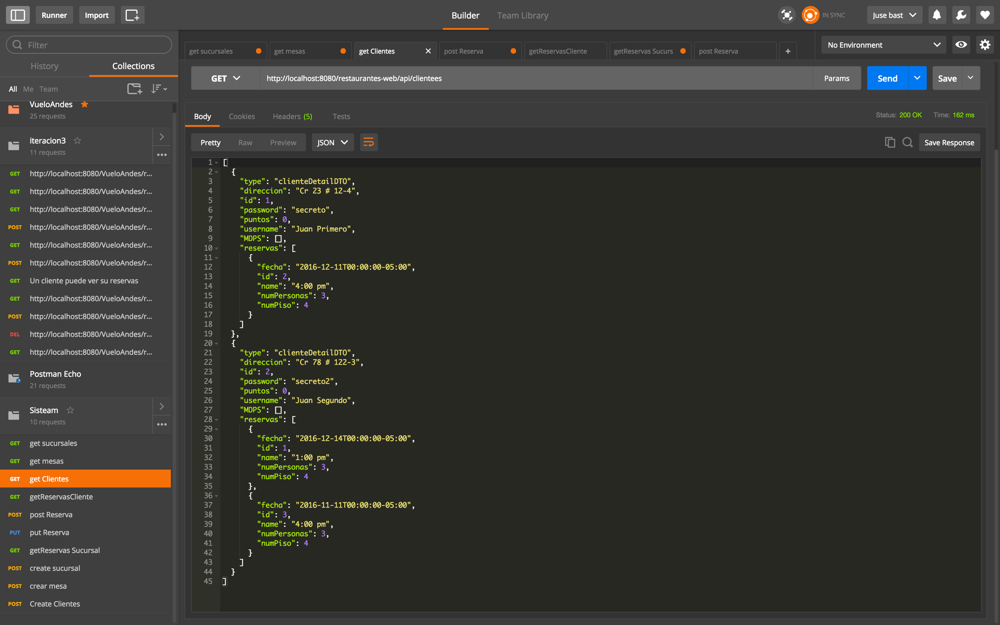 Runner
Import
Builder
Team Library
IN SYNC
Juse bast
Filter
History
Collections
All Me Team
VueloAndes
25 requests
iteracion3
11 requests
GET http://localhost:8080/VueloAndes/r...
GET http://localhost:8080/VueloAndes/r...
GET http://localhost:8080/VueloAndes/r...
POST http://localhost:8080/VueloAndes/r...
GET http://localhost:8080/VueloAndes/r...
POST http://localhost:8080/VueloAndes/r...
GET Un cliente puede ver su reservas
GET http://localhost:8080/VueloAndes/r...
POST http://localhost:8080/VueloAndes/r...
DEL http://localhost:8080/VueloAndes/r...
GET http://localhost:8080/VueloAndes/r...
Postman Echo
21 requests
Sisteam
10 requests
GET get sucursales
GET get mesas
GET get Clientes
GET getReservasCliente
POST post Reserva
PUT put Reserva
GET getReservas Sucursal
POST create sucursal
POST crear mesa
POST Create Clientes
get sucursales
get mesas
get Clientes
post Reserva
getReservasCliente
getReservas Sucurs
post Reserva
+
No Environment
GET
http://localhost:8080/restaurantes-web/api/clientees
Params
Send
Save
Body
Cookies
Headers (5)
Tests
Status: 200 OK
Time: 162 ms
Pretty
Raw
Preview
JSON
Save Response
1 [
2 {
3 "type": "clienteDetailDTO",
4 "direccion": "Cr 23 # 12-4",
5 "id": 1,
6 "password": "secreto",
7 "puntos": 0,
8 "username": "Juan Primero",
9 "MDPS": [],
10 "reservas": [
11 {
12 "fecha": "2016-12-11T00:00:00-05:00",
13 "id": 2,
14 "name": "4:00 pm",
15 "numPersonas": 3,
16 "numPiso": 4
17 }
18 ]
19 },
20 {
21 "type": "clienteDetailDTO",
22 "direccion": "Cr 78 # 122-3",
23 "id": 2,
24 "password": "secreto2",
25 "puntos": 0,
26 "username": "Juan Segundo",
27 "MDPS": [],
28 "reservas": [
29 {
30 "fecha": "2016-12-14T00:00:00-05:00",
31 "id": 1,
32 "name": "1:00 pm",
33 "numPersonas": 3,
34 "numPiso": 4
35 },
36 {
37 "fecha": "2016-11-11T00:00:00-05:00",
38 "id": 3,
39 "name": "4:00 pm",
40 "numPersonas": 3,
41 "numPiso": 4
42 }
43 ]
44 }
45 ]